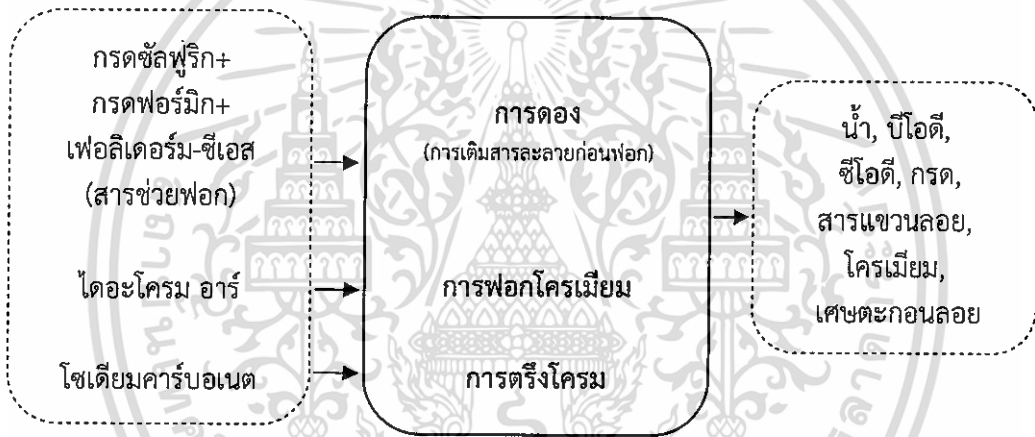 กรดซัลฟูริก+
กรดฟอร์มิก+
เฟอลิเดอร์ม-ซีเอส
(สารช่วยฟอก)
ไดอะโครม อาร์
โซเดียมคาร์บอเนต
การดอง
(การเติมสารละลายก่อนฟอก)
การฟอกโครเมียม
การตรึงโครม
น้ำ, บีโอดี,
ซีโอดี, กรด,
สารแขวนลอย,
โครเมียม,
เศษตะกอนลอย